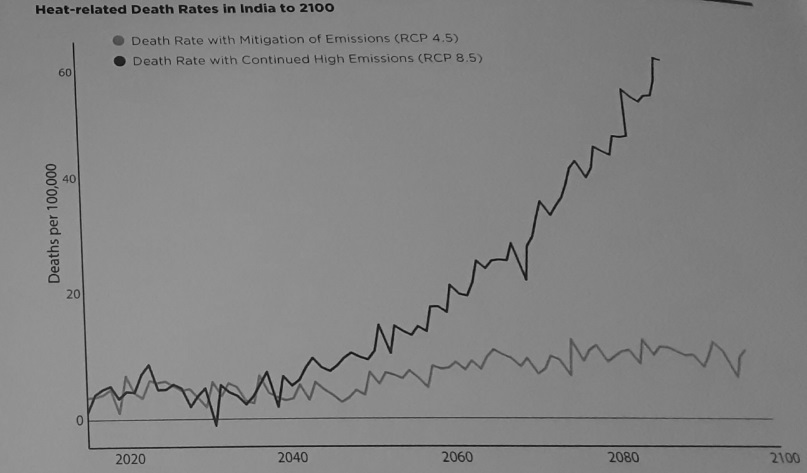 Heat-related Death Rates in India to 2100
Death Rate with Mitigation of Emissions (RCP 4.5)
Death Rate with Continued High Emissions (RCP 8.5)
Deaths per 100,000
60
40
20
0
2020 2040 2060 2080 2100